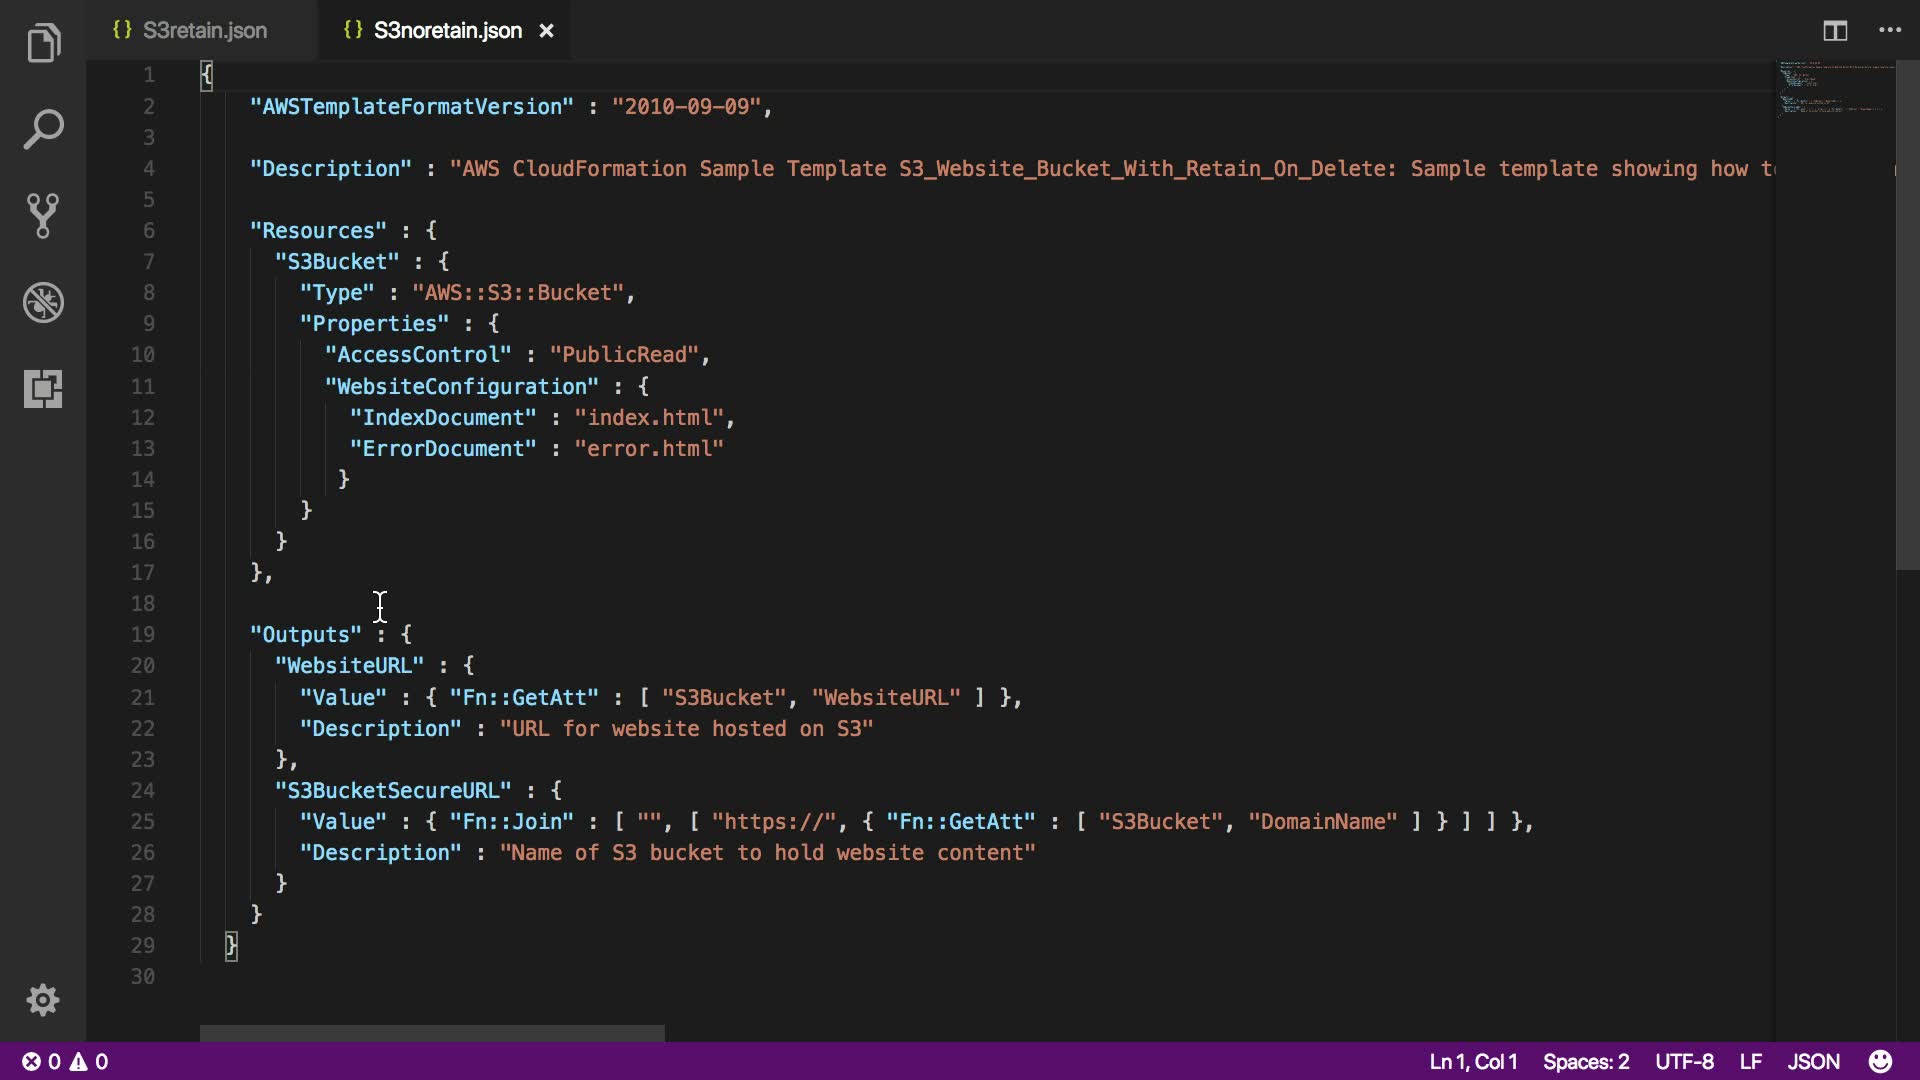 {} S3retain.json {} S3noretain.json ×
1 {
2 "AWSTemplateFormatVersion" : "2010-09-09",
3
4 "Description" : "AWS CloudFormation Sample Template S3_Website_Bucket_With_Retain_On_Delete: Sample template showing how
5
6 "Resources" : {
7 "S3Bucket" : {
8 "Type" : "AWS::S3::Bucket",
9 "Properties" : {
10 "AccessControl" : "PublicRead",
11 "WebsiteConfiguration" : {
12 "IndexDocument" : "index.html",
13 "ErrorDocument" : "error.html"
14 }
15 }
16 }
17 },
18
19 "Outputs" : {
20 "WebsiteURL" : {
21 "Value" : { "Fn::GetAtt" : [ "S3Bucket", "WebsiteURL" ] },
22 "Description" : "URL for website hosted on S3"
23 },
24 "S3BucketSecureURL" : {
25 "Value" : { "Fn::Join" : [ "", [ "https://", { "Fn::GetAtt" : [ "S3Bucket", "DomainName" ] } ] ] },
26 "Description" : "Name of S3 bucket to hold website content"
27 }
28 }
29 }
30
0 0 Ln 1, Col 1 Spaces: 2 UTF-8 LF JSON